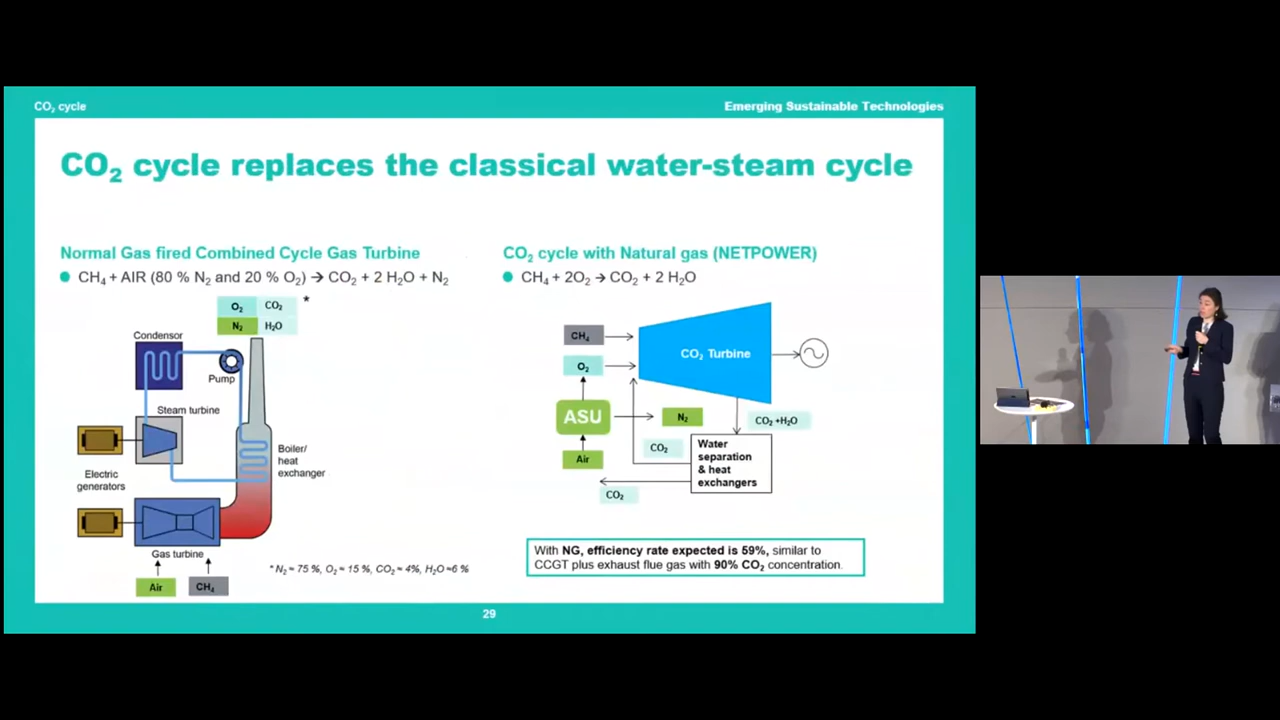 CO₂ cycle
Emerging Sustainable Technologies
CO₂ cycle replaces the classical water-steam cycle
Normal Gas fired Combined Cycle Gas Turbine
CH₄ + AIR (80 % N₂ and 20 % O₂) → CO₂ + 2 H₂O + N₂
O₂
CO₂
*
N₂
H₂O
Condensor
Pump
Steam turbine
Boiler/
heat
exchanger
Electric
generators
Gas turbine
Air
CH₄
* N₂ = 75 %, O₂ = 15 %, CO₂ = 4%, H₂O =6 %
CO₂ cycle with Natural gas (NETPOWER)
CH₄ + 2O₂ → CO₂ + 2 H₂O
CH₄
O₂
CO₂ Turbine
ASU
N₂
CO₂ +H₂O
Air
CO₂
Water
separation
& heat
exchangers
CO₂
With NG, efficiency rate expected is 59%, similar to
CCGT plus exhaust flue gas with 90% CO₂ concentration.
29